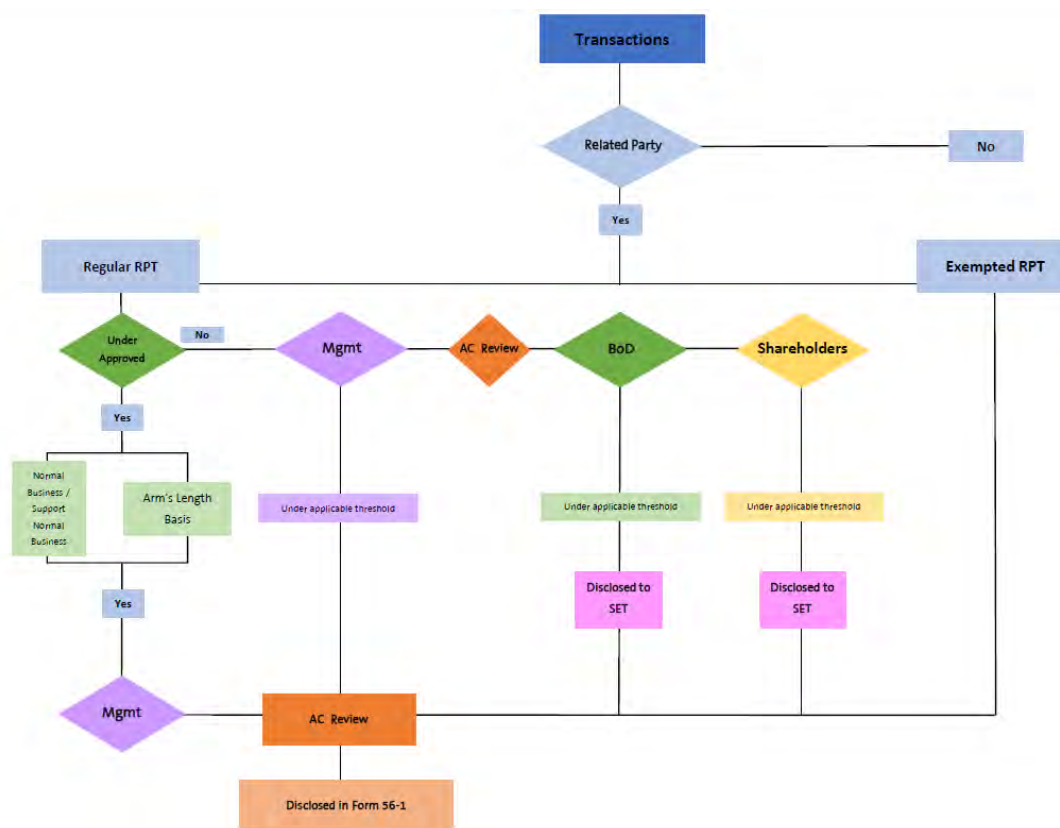 Transactions
Related Party
No
Yes
Regular RPT
Exempted RPT
Under
Approved
No
Mgmt
AC Review
BoD
Shareholders
Yes
Normal
Business /
Support
Normal
Business
Arm's Length
Basis
Under applicable threshold
Under applicable threshold
Under applicable threshold
Disclosed to
SET
Disclosed to
SET
Yes
Mgmt
AC Review
Disclosed in Form 56-1